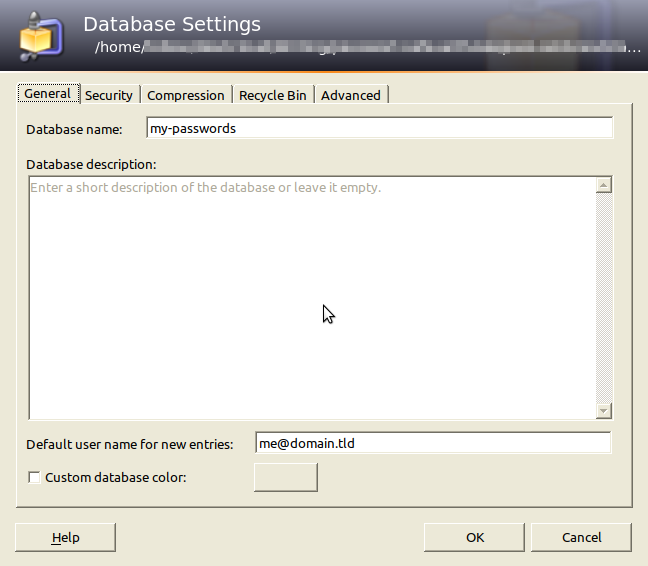 Database Settings
/home/
General Security Compression Recycle Bin Advanced
Database name: my-passwords
Database description:
Enter a short description of the database or leave it empty.
Default user name for new entries: me@domain.tld
Custom database color:
Help OK Cancel